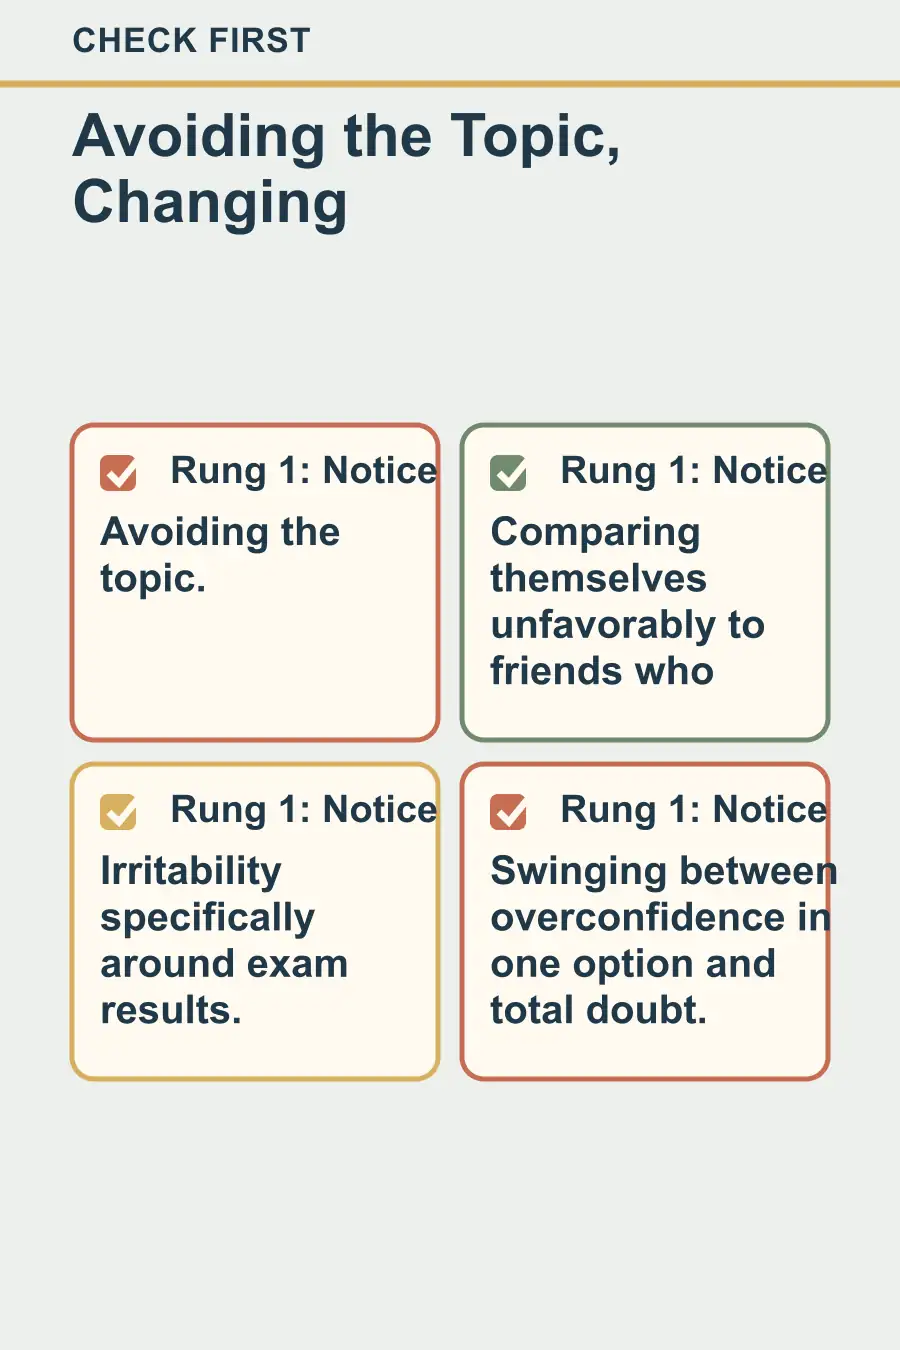 CHECK FIRST
Avoiding the Topic,
Changing
Rung 1: Notice
Avoiding the
topic.
Rung 1: Notice
Comparing
themselves
unfavorably to
friends who
Rung 1: Notice
Irritability
specifically
around exam
results.
Rung 1: Notice
Swinging between
overconfidence in
one option and
total doubt.